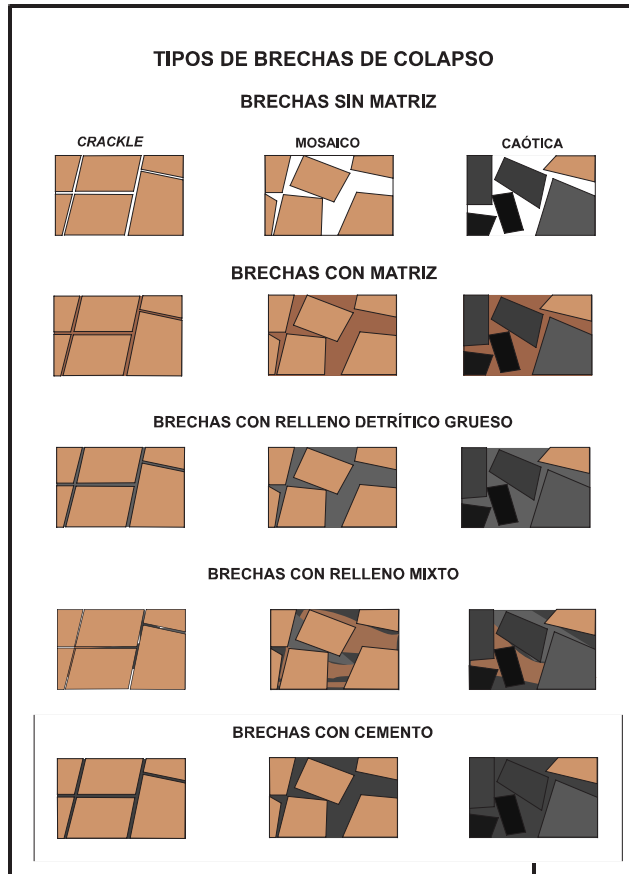 TIPOS DE BRECHAS DE COLAPSO
BRECHAS SIN MATRIZ
CRACKLE
MOSAICO
CAÓTICA
BRECHAS CON MATRIZ
BRECHAS CON RELLENO DETRÍTICO GRUESO
BRECHAS CON RELLENO MIXTO
BRECHAS CON CEMENTO